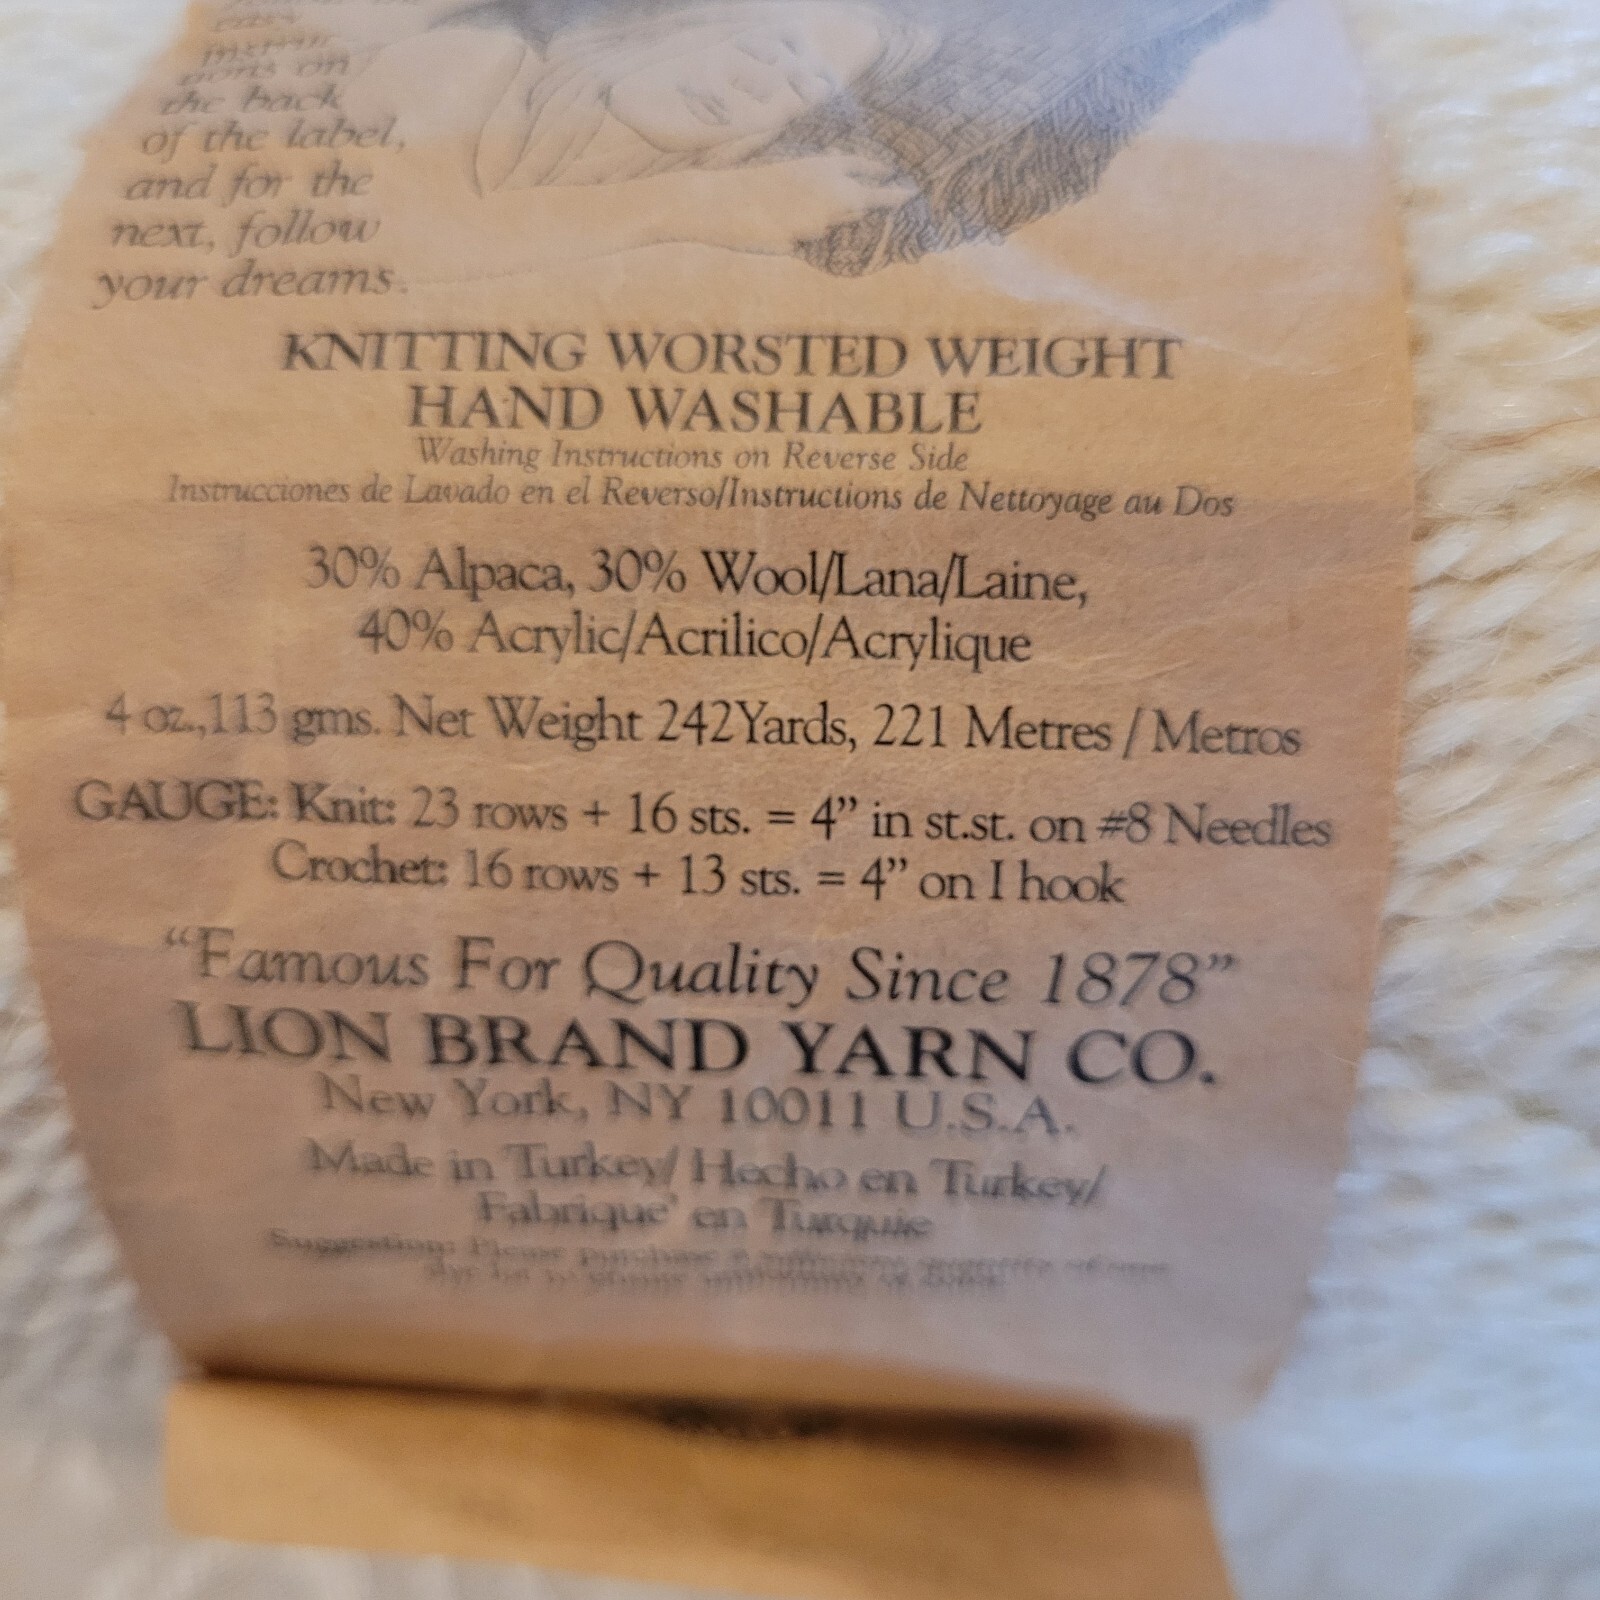 the back
of the label,
and for the
next, follow
your dreams.
KNITTING WORSTED WEIGHT
HAND WASHABLE
Washing Instructions on Reverse Side
Instrucciones de Lavado en el Reverso/Instructions de Nettoyage au Dos
30% Alpaca, 30% Wool/Lana/Laine,
40% Acrylic/Acrilico/Acrylique
4 oz.,113 gms. Net Weight 242Yards, 221 Metres / Metros
GAUGE: Knit: 23 rows + 16 sts. = 4” in st.st. on #8 Needles
Crochet: 16 rows + 13 sts. = 4” on I hook
“Famous For Quality Since 1878”
LION BRAND YARN CO.
New York, NY 10011 U.S.A.
Made in Turkey/ Hecho en Turkey/
Fabrique' en Turquie
Suggestion: Please purchase